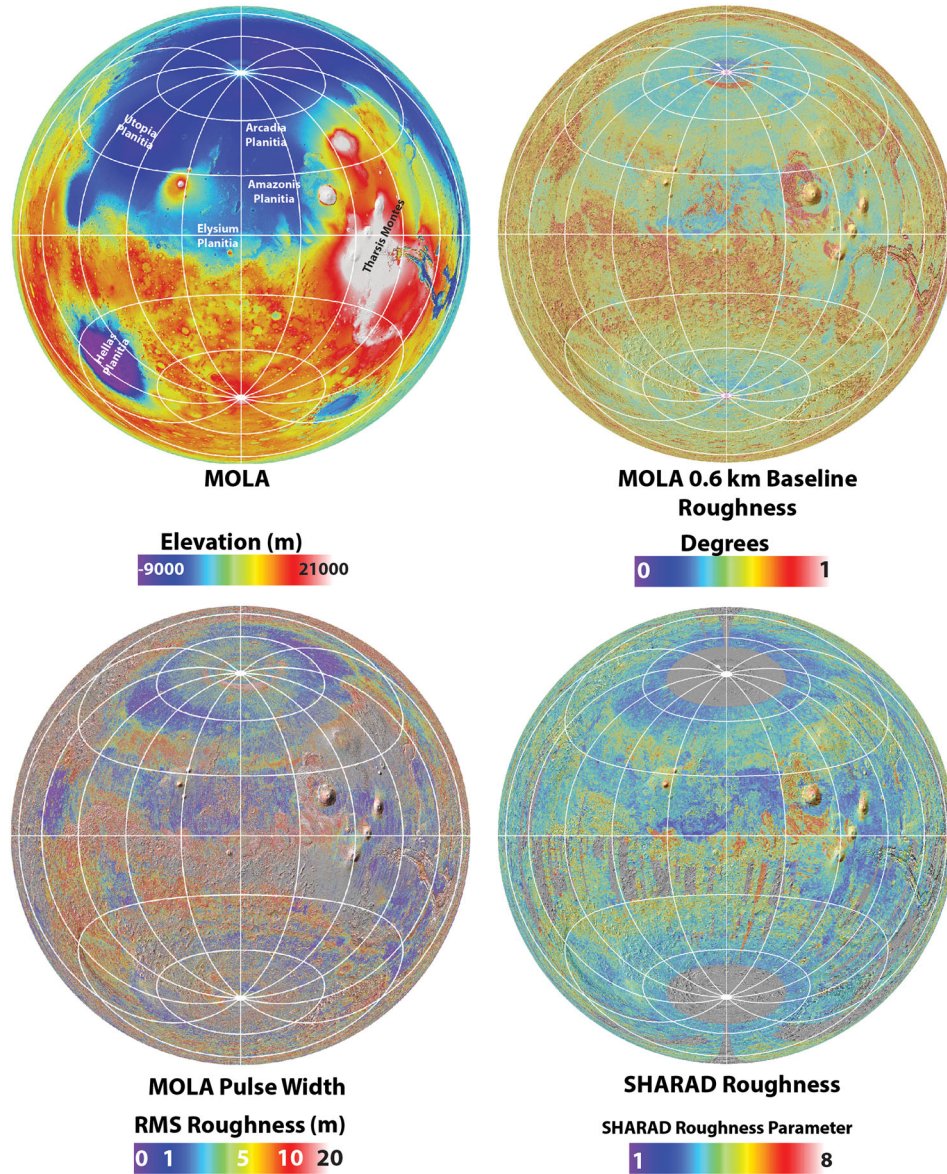 Utopia
Planitia
Arcadia
Planitia
Amazonis
Planitia
Elysium
Planitia
Tharsis Montes
Hellas
Planitia
MOLA
Elevation (m)
-9000 21000
MOLA 0.6 km Baseline
Roughness
Degrees
0 1
MOLA Pulse Width
RMS Roughness (m)
0 1 5 10 20
SHARAD Roughness
SHARAD Roughness Parameter
1 8